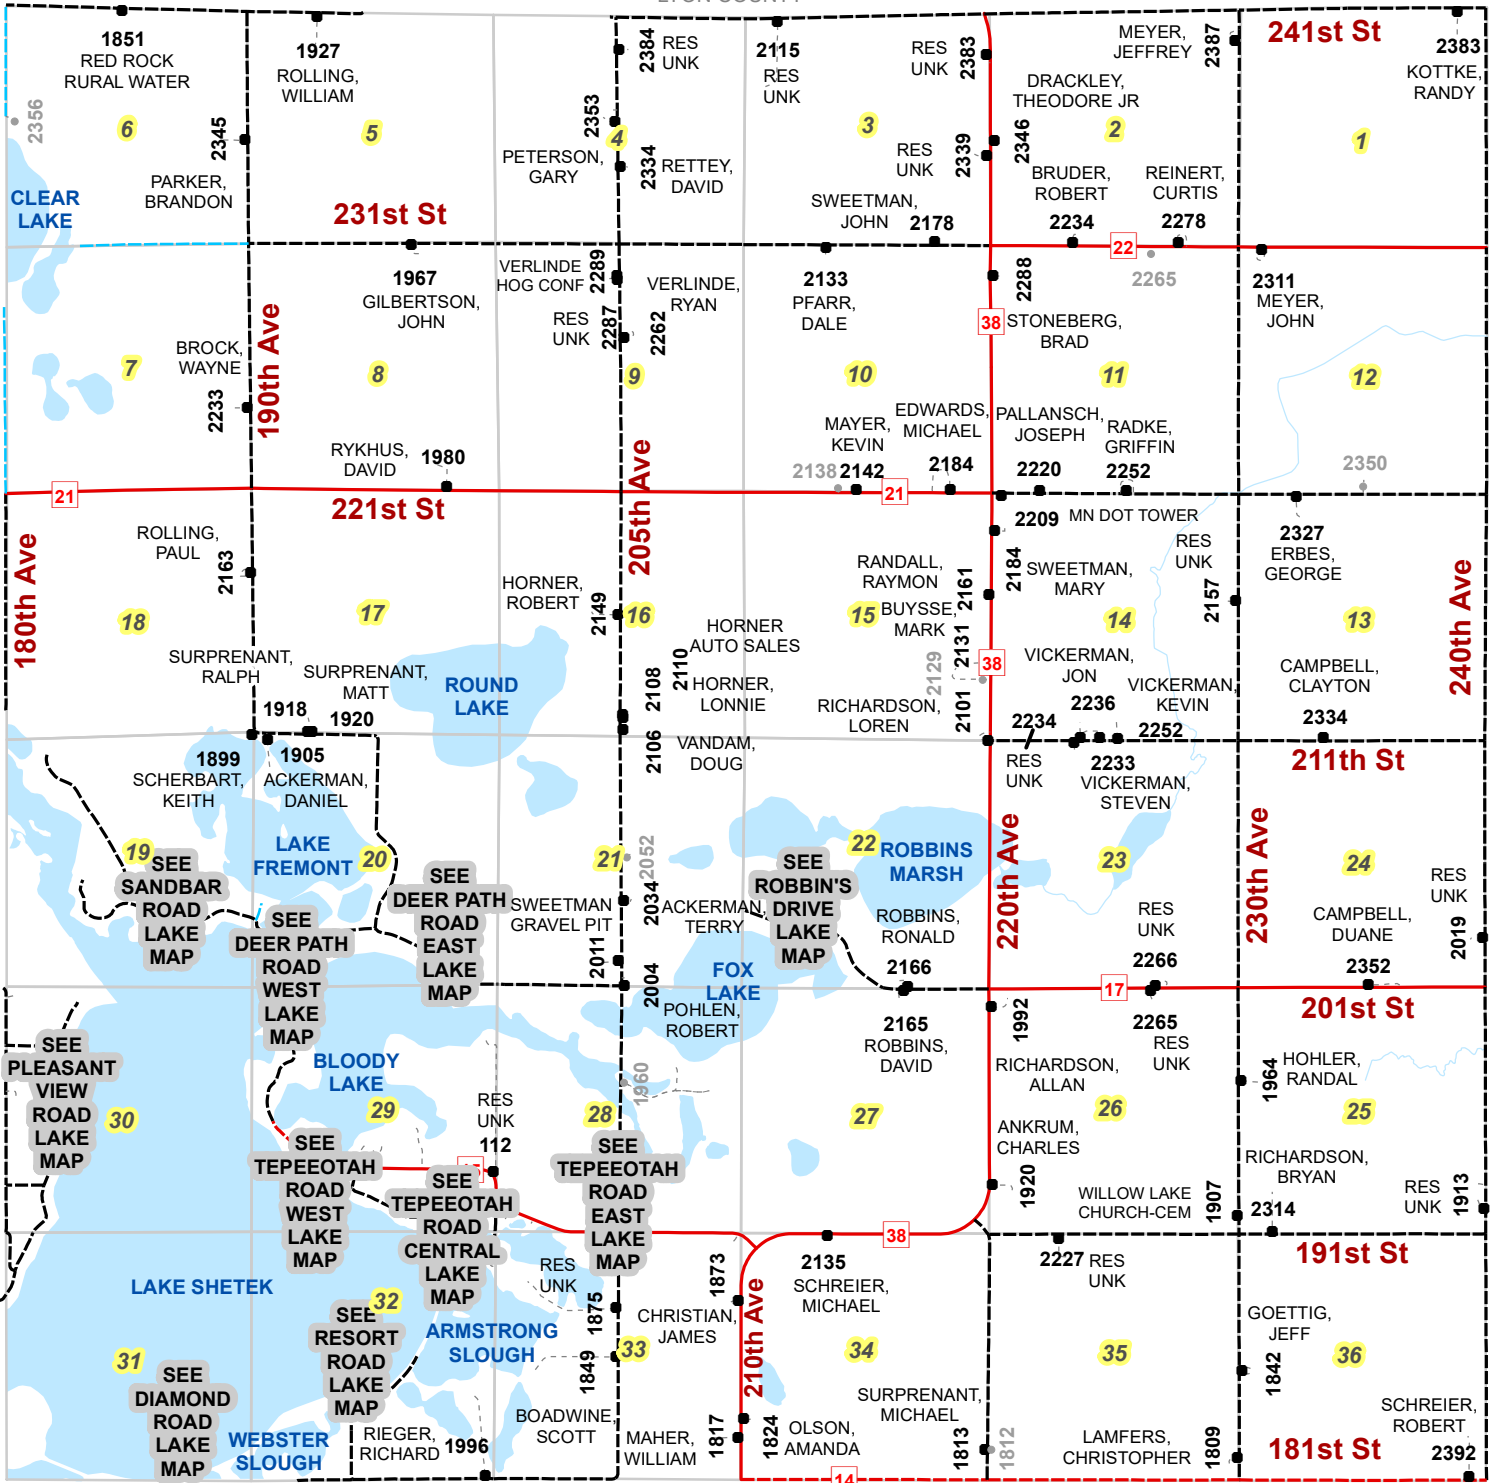 LYON COUNTY
1851
RED ROCK
RURAL WATER
1927
ROLLING,
WILLIAM
2384
RES
UNK
2115
RES
UNK
RES
UNK
2383
MEYER,
JEFFREY
2387
241st St
2383
KOTTKE,
RANDY
2356
6
2345
5
2353
4
3
DRACKLEY,
THEODORE JR
2
1
PARKER,
BRANDON
PETERSON,
GARY
2334
RETTEY,
DAVID
RES
UNK
2339
2346
BRUDER,
ROBERT
REINERT,
CURTIS
CLEAR
LAKE
231st St
SWEETMAN,
JOHN
2178
2234
2278
22
1967
GILBERTSON,
JOHN
VERLINDE
HOG CONF
2289
VERLINDE,
RYAN
2133
PFARR,
DALE
2288
2265
2311
MEYER,
JOHN
RES
UNK
2287
2262
38
STONEBERG,
BRAD
190th Ave
BROCK,
WAYNE
7
8
9
10
11
12
2233
RYKHUS,
DAVID
1980
205th Ave
MAYER,
KEVIN
EDWARDS,
MICHAEL
PALLANSCH,
JOSEPH
RADKE,
GRIFFIN
2138
2142
2184
2220
2252
2350
21
221st St
21
2209
MN DOT TOWER
2327
ERBES,
GEORGE
180th Ave
ROLLING,
PAUL
2163
HORNER,
ROBERT
2149
RANDALL,
RAYMON
2161
2184
SWEETMAN,
MARY
RES
UNK
2157
240th Ave
18
17
16
15
BUYSSE,
MARK
2131
14
13
SURPRENANT,
RALPH
SURPRENANT,
MATT
ROUND
LAKE
2108
2110
HORNER
AUTO SALES
HORNER,
LONNIE
2129
38
VICKERMAN,
JON
VICKERMAN,
KEVIN
CAMPBELL,
CLAYTON
1918
1920
RICHARDSON,
LOREN
2101
2234
2236
2252
2334
1899
SCHERBART,
KEITH
1905
ACKERMAN,
DANIEL
2106
VANDAM,
DOUG
RES
UNK
2233
VICKERMAN,
STEVEN
211th St
19
LAKE
FREMONT
20
21
2052
22
ROBBINS
MARSH
220th Ave
23
230th Ave
24
SEE
SANDBAR
ROAD
LAKE
MAP
SEE
DEER PATH
ROAD
WEST
LAKE
MAP
SEE
DEER PATH
ROAD
EAST
LAKE
MAP
SWEETMAN
GRAVEL PIT
2034
ACKERMAN,
TERRY
SEE
ROBBIN'S
DRIVE
LAKE
MAP
ROBBINS,
RONALD
RES
UNK
CAMPBELL,
DUANE
RES
UNK
2019
2011
2004
FOX
LAKE
2166
2266
2352
17
201st St
POHLEN,
ROBERT
2165
ROBBINS,
DAVID
1992
2265
RES
UNK
SEE
PLEASANT
VIEW
ROAD
LAKE
MAP
BLOODY
LAKE
1960
RICHARDSON,
ALLAN
1964
HOHLER,
RANDAL
30
29
RES
UNK
112
28
27
26
25
ANKRUM,
CHARLES
SEE
TEPEEOTAH
ROAD
WEST
LAKE
MAP
SEE
TEPEEOTAH
ROAD
CENTRAL
LAKE
MAP
SEE
TEPEEOTAH
ROAD
EAST
LAKE
MAP
1920
WILLOW LAKE
CHURCH-CEM
1907
RICHARDSON,
BRYAN
2314
RES
UNK
1913
38
2135
SCHREIER,
MICHAEL
2227
RES
UNK
191st St
LAKE SHETEK
RES
UNK
1875
1873
CHRISTIAN,
JAMES
210th Ave
GOETTIG,
JEFF
1842
31
32
SEE
RESORT
ROAD
LAKE
MAP
ARMSTRONG
SLOUGH
1849
33
34
35
36
SEE
DIAMOND
ROAD
LAKE
MAP
WEBSTER
SLOUGH
RIEGER,
RICHARD
1996
BOADWINE,
SCOTT
MAHER,
WILLIAM
1817
1824
OLSON,
AMANDA
SURPRENANT,
MICHAEL
1813
1812
LAMFERS,
CHRISTOPHER
1809
181st St
SCHREIER,
ROBERT
2392
14